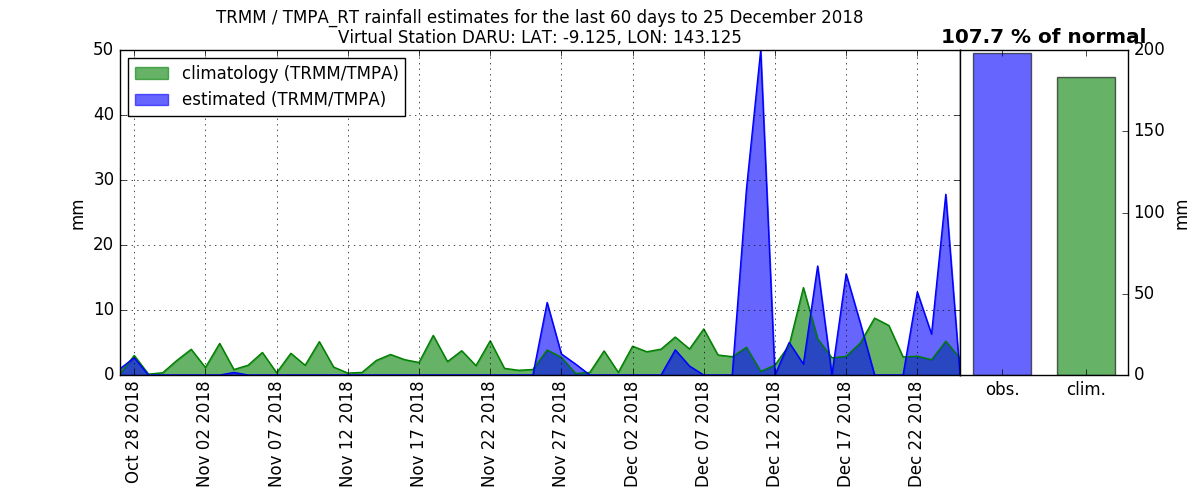 TRMM / TMPA_RT rainfall estimates for the last 60 days to 25 December 2018
Virtual Station DARU: LAT: -9.125, LON: 143.125
107.7 % of normal
climatology (TRMM/TMPA)
estimated (TRMM/TMPA)
50
40
30
20
10
0
mm
Oct 28 2018
Nov 02 2018
Nov 07 2018
Nov 12 2018
Nov 17 2018
Nov 22 2018
Nov 27 2018
Dec 02 2018
Dec 07 2018
Dec 12 2018
Dec 17 2018
Dec 22 2018
obs.
clim.
200
150
100
50
0
mm